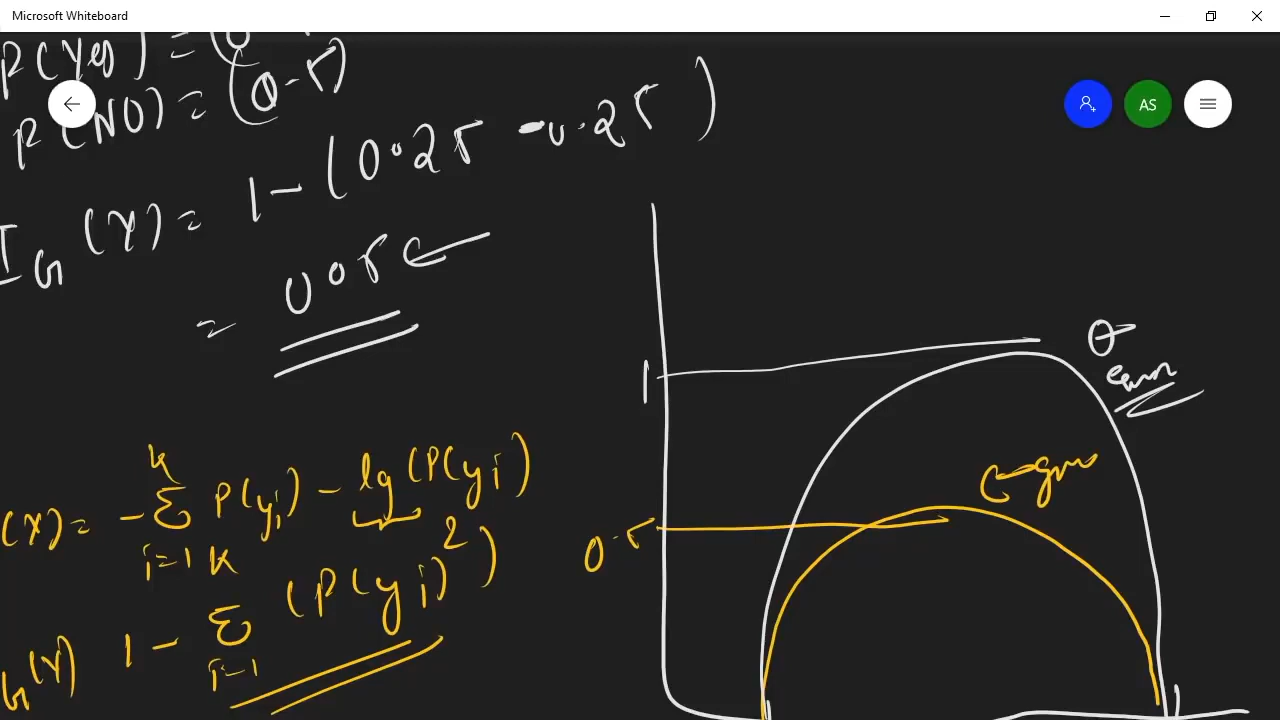 Microsoft Whiteboard
P(Yes) = (0
P(NO) = (0.5)
AS
IG(Y) = 1 - (0.25 - 0.25)
= 0.5
1
(X) = - Σ i=1 k P(yi) - lg(P(yi)
0.5
G(Y) 1 - Σ i=1 k (P(yi)²)